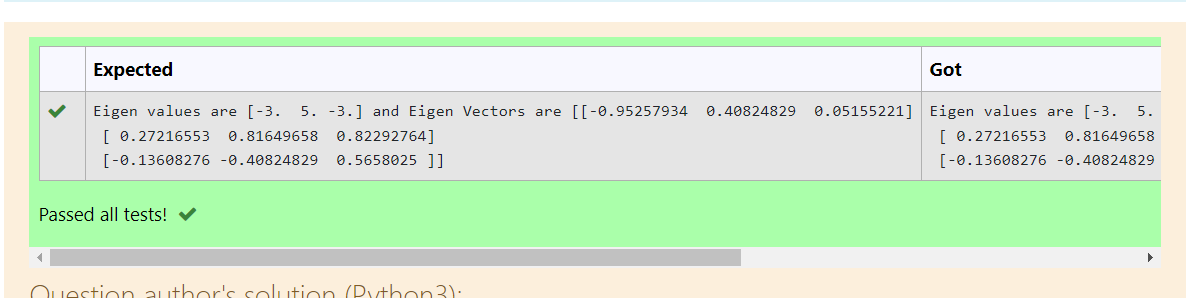 Expected Got
Eigen values are [-3.  5. -3.] and Eigen Vectors are [[-0.95257934  0.40824829  0.05155221] Eigen values are [-3.  5.
[ 0.27216553  0.81649658  0.82292764] [ 0.27216553  0.81649658
[-0.13608276 -0.40824829  0.5658025 ]] [-0.13608276 -0.40824829
Passed all tests!
Question author's solution (Python3):